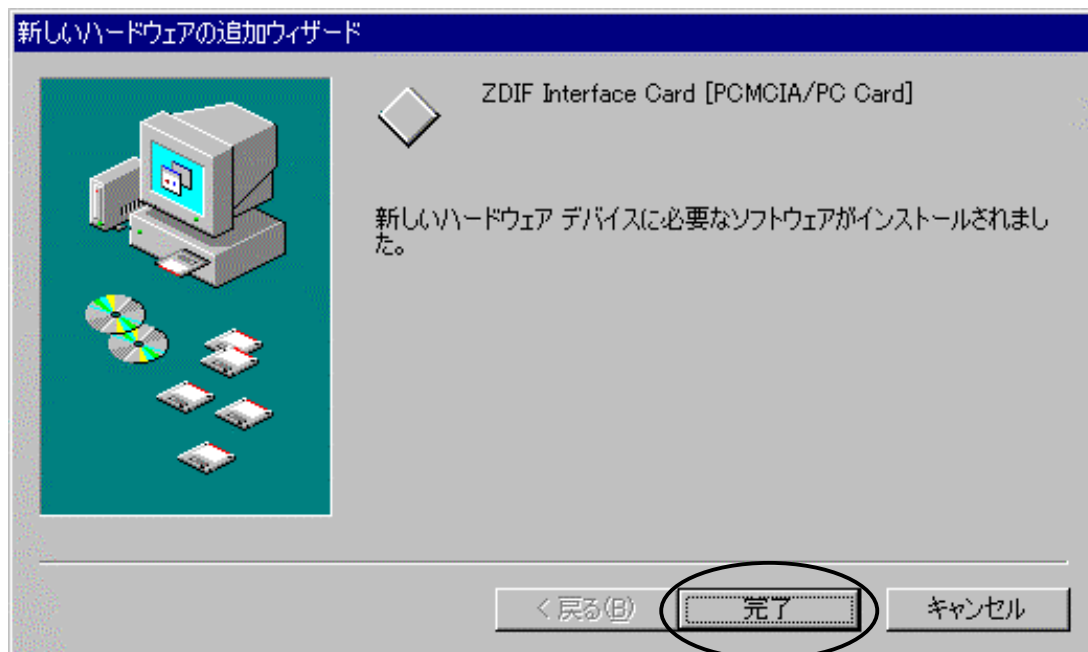 新しいハードウェアの追加ウィザード
ZDIF Interface Card [PCMCIA/PC Card]
新しいハードウェア デバイスに必要なソフトウェアがインストールされまし
た。
< 戻る(B) 完了 キャンセル